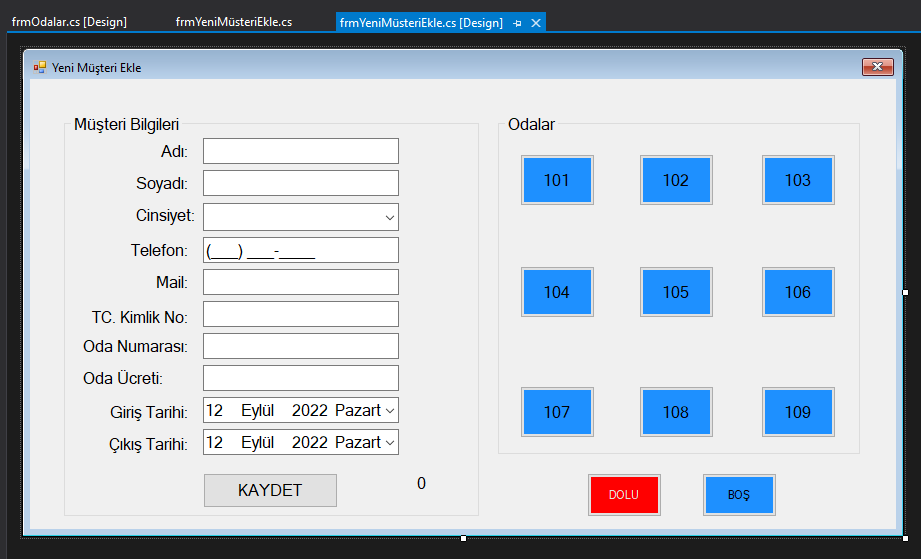 frmOdalar.cs [Design] frmYeniMüsteriEkle.cs frmYeniMüsteriEkle.cs [Design]
Yeni Müşteri Ekle
Müşteri Bilgileri
Adı:
Soyadı:
Cinsiyet:
Telefon: (___) ___-____
Mail:
TC. Kimlik No:
Oda Numarası:
Oda Ücreti:
Giriş Tarihi: 12 Eylül 2022 Pazart
Çıkış Tarihi: 12 Eylül 2022 Pazart
KAYDET 0
Odalar
101 102 103
104 105 106
107 108 109
DOLU BOŞ